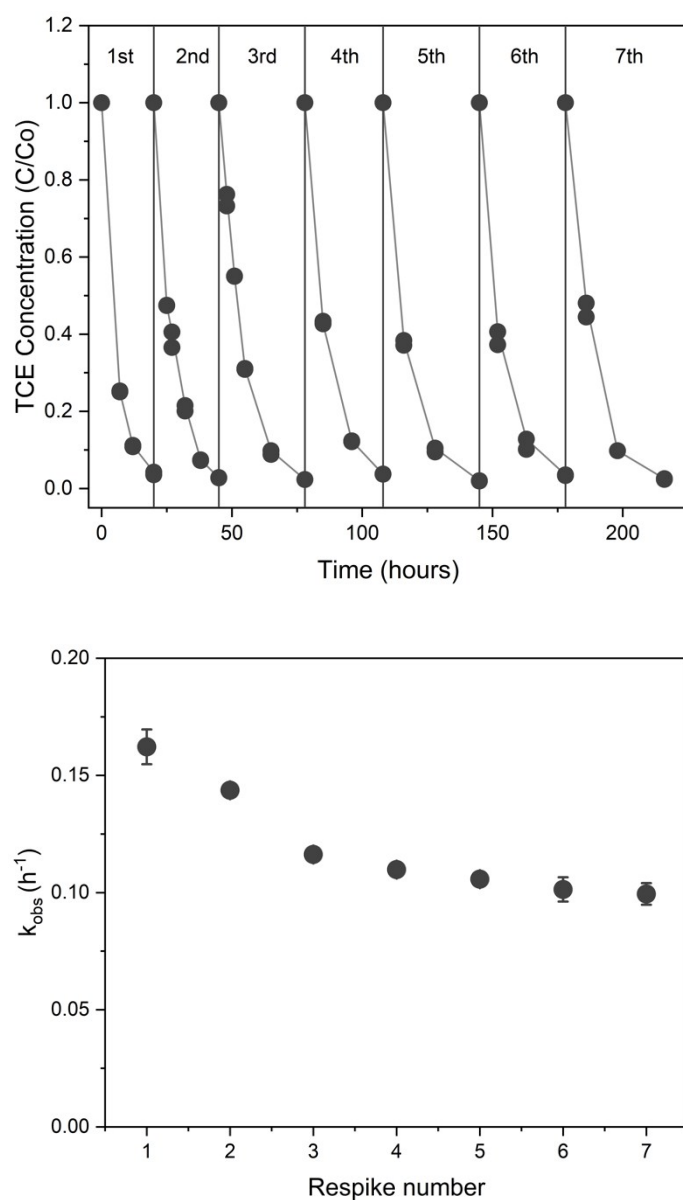 1.2
1.0
0.8
0.6
0.4
0.2
0.0
TCE Concentration (C/Co)
1st 2nd 3rd 4th 5th 6th 7th
0 50 100 150 200
Time (hours)
0.20
0.15
0.10
0.05
0.00
kobs (h-1)
1 2 3 4 5 6 7
Respike number